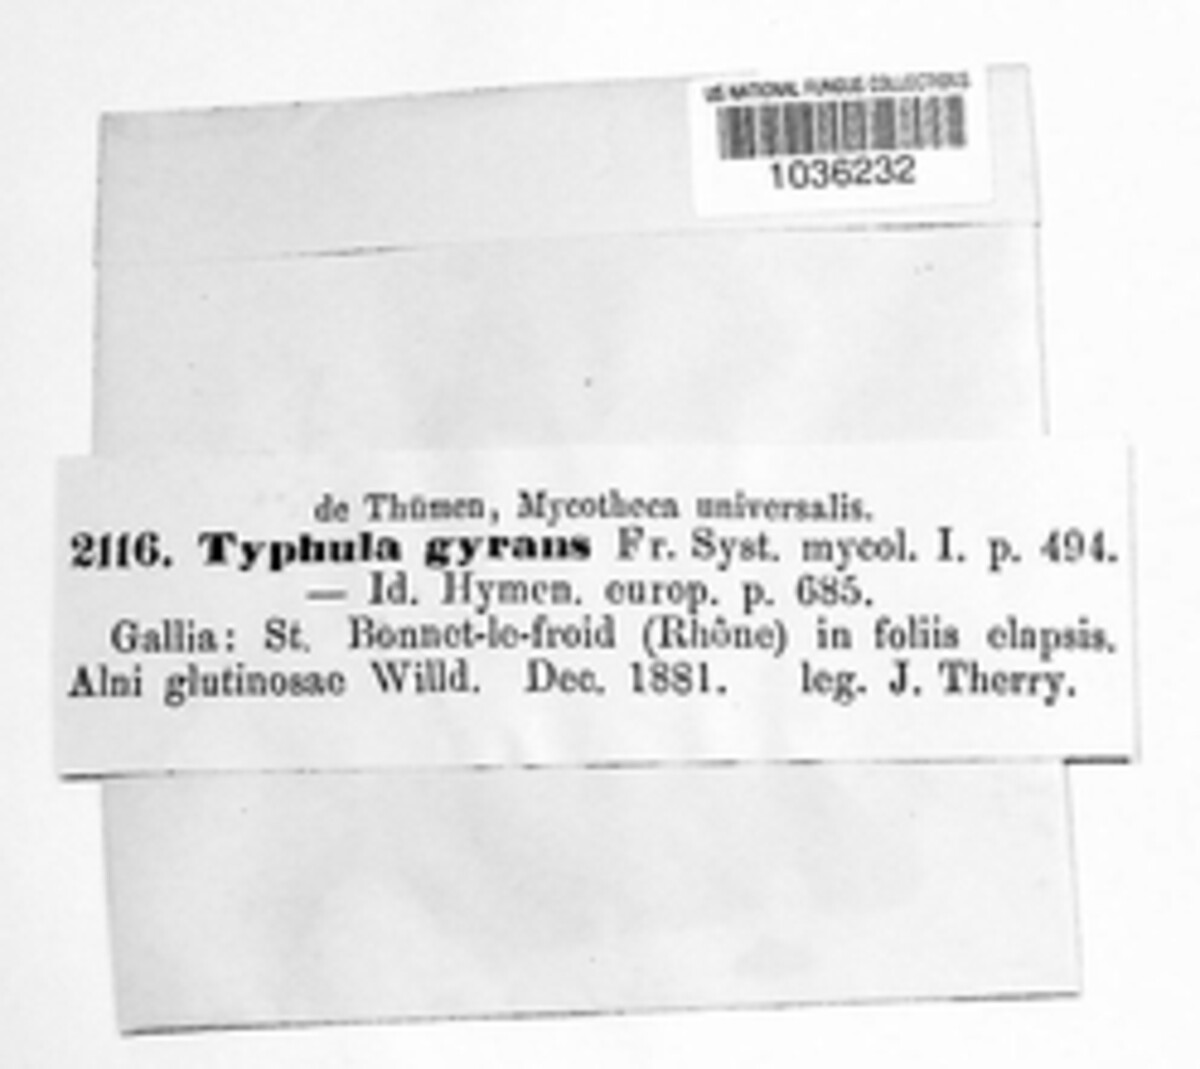 US NATIONAL FUNGUS COLLECTIONS
1036232
de Thümen, Mycotheca universalis.
2116. Typhula gyrans Fr. Syst. mycol. I. p. 494.
— Id. Hymen. europ. p. 685.
Gallia: St. Bonnet-le-froid (Rhône) in foliis elapsis.
Alni glutinosae Willd. Dec. 1881. leg. J. Therry.